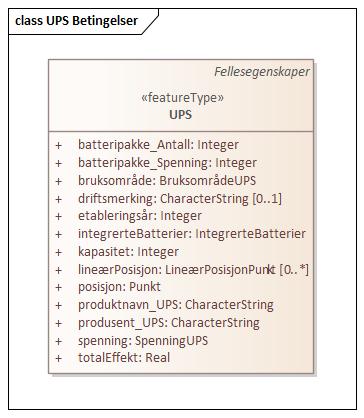 class UPS Betingelser
Fellesegenskaper
«featureType»
UPS
+ batteripakke_Antall: Integer
+ batteripakke_Spenning: Integer
+ bruksområde: BruksområdeUPS
+ driftsmerking: CharacterString [0..1]
+ etableringsår: Integer
+ integrerteBatterier: IntegrerteBatterier
+ kapasitet: Integer
+ lineærPosisjon: LineærPosisjonPunkt [0..*]
+ posisjon: Punkt
+ produktnavn_UPS: CharacterString
+ produsent_UPS: CharacterString
+ spenning: SpenningUPS
+ totalEffekt: Real